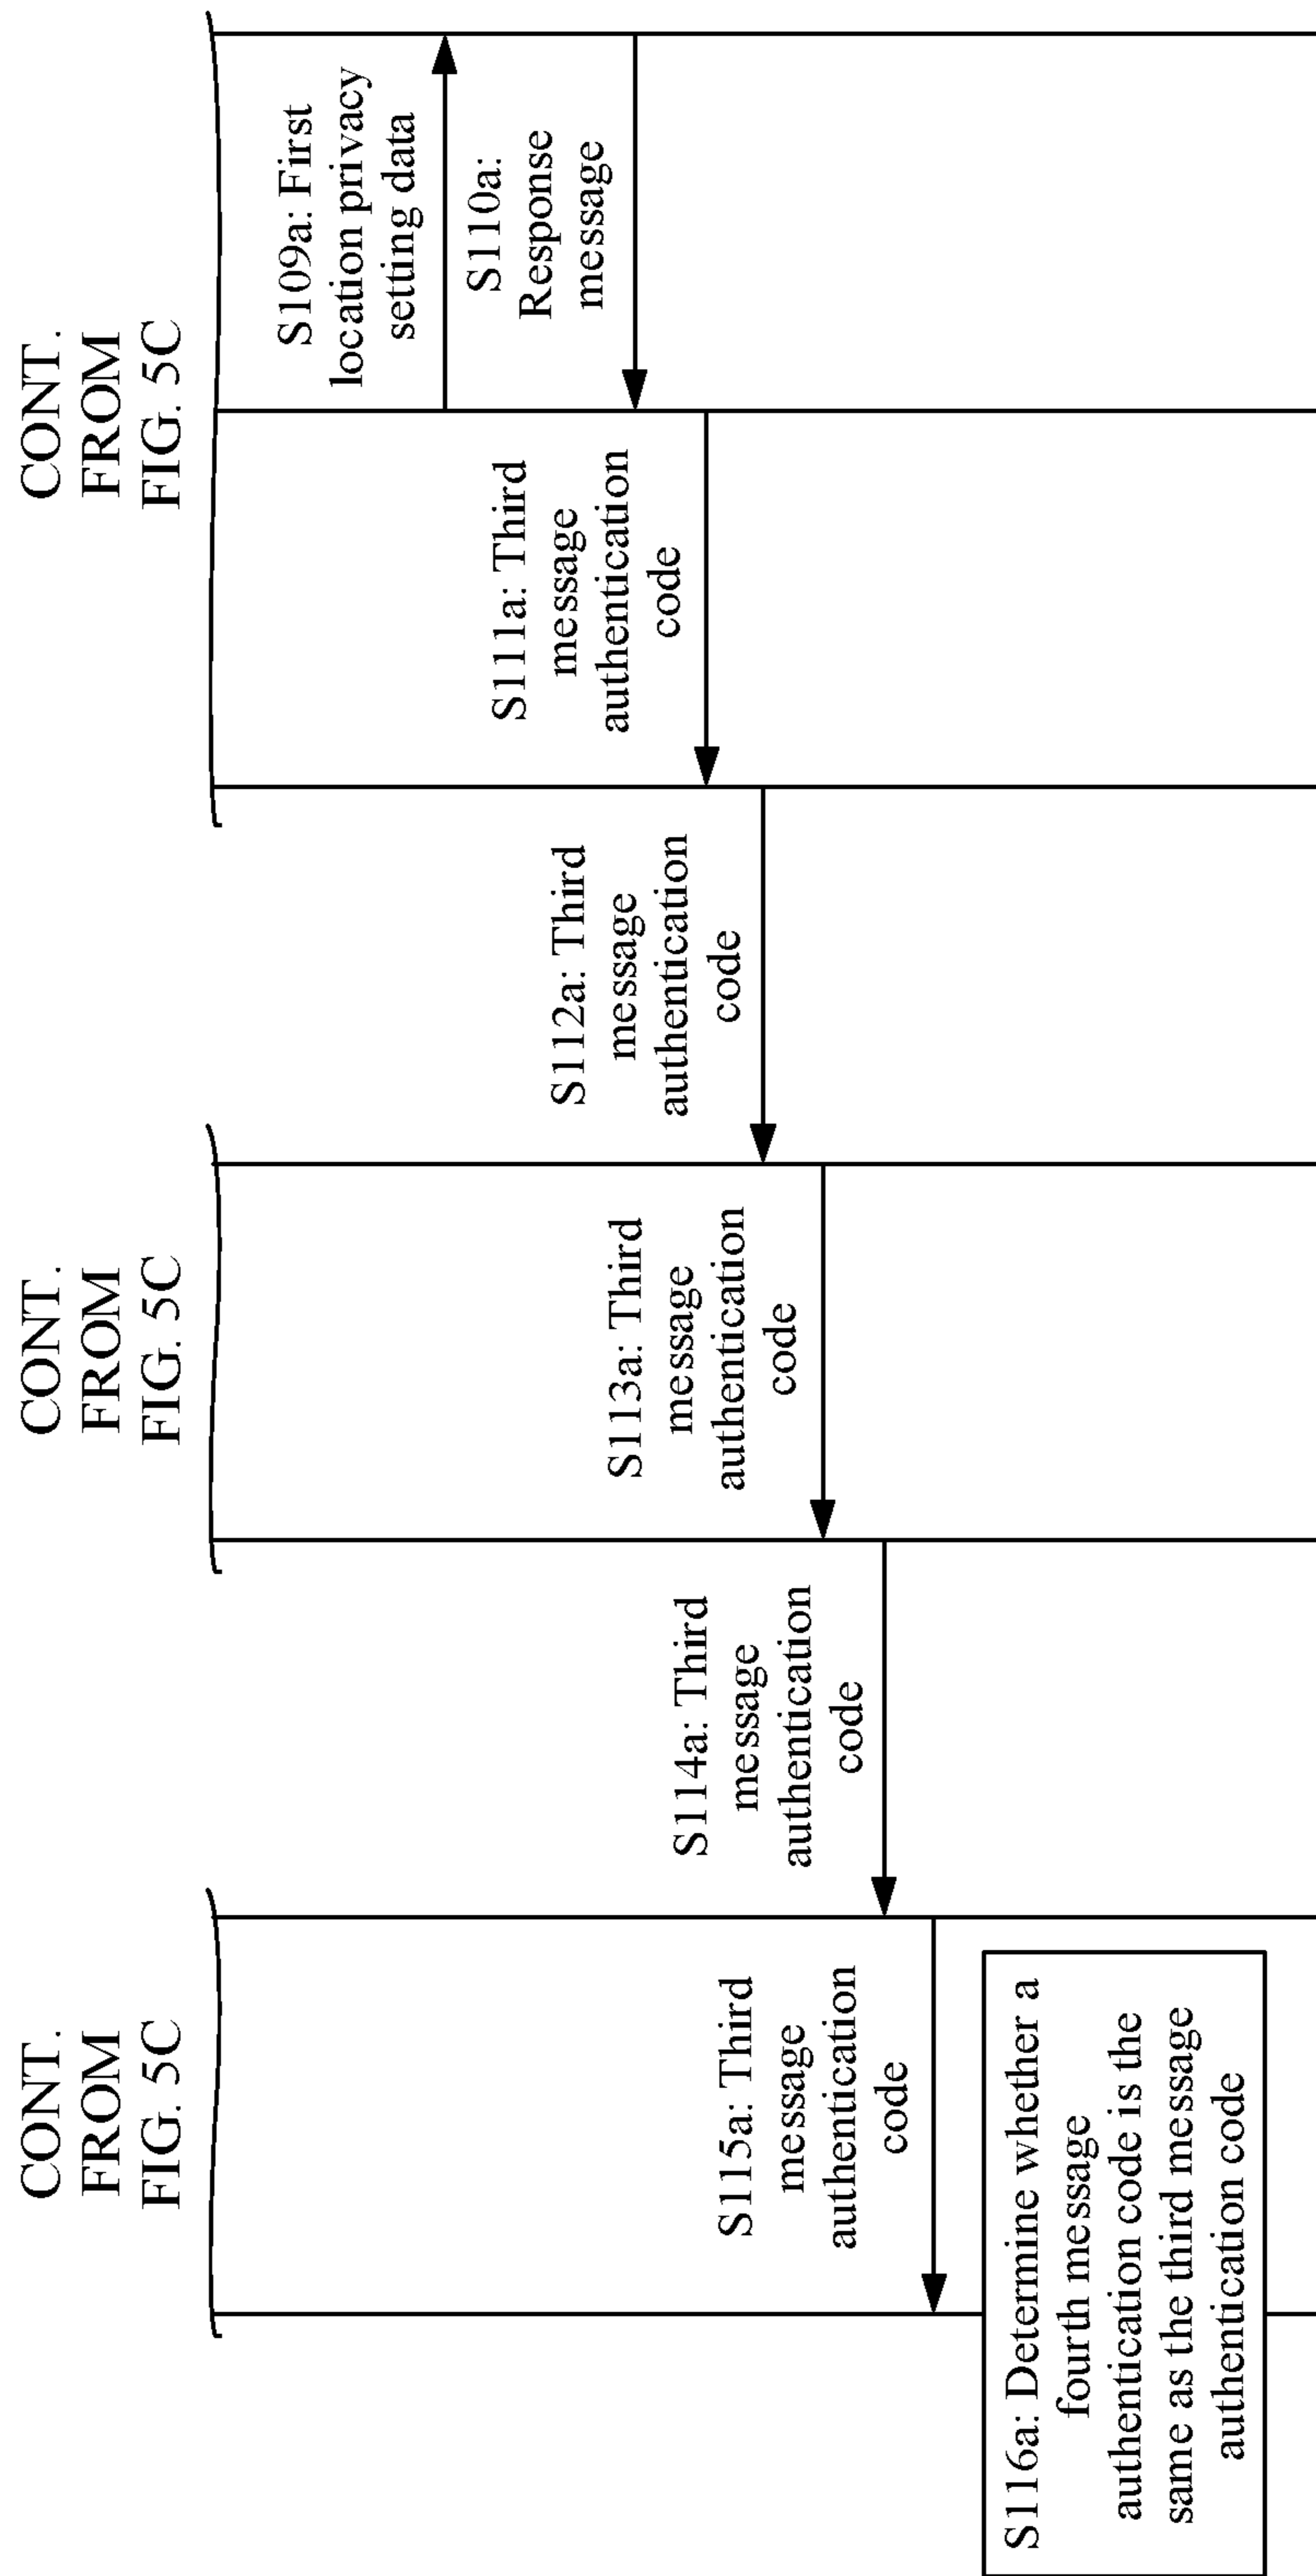 CONT.
FROM
FIG. 5C
CONT.
FROM
FIG. 5C
CONT.
FROM
FIG. 5C
S109a: First
location privacy
setting data
S110a:
Response
message
S111a: Third
message
authentication
code
S112a: Third
message
authentication
code
S113a: Third
message
authentication
code
S114a: Third
message
authentication
code
S115a: Third
message
authentication
code
S116a: Determine whether a
fourth message
authentication code is the
same as the third message
authentication code